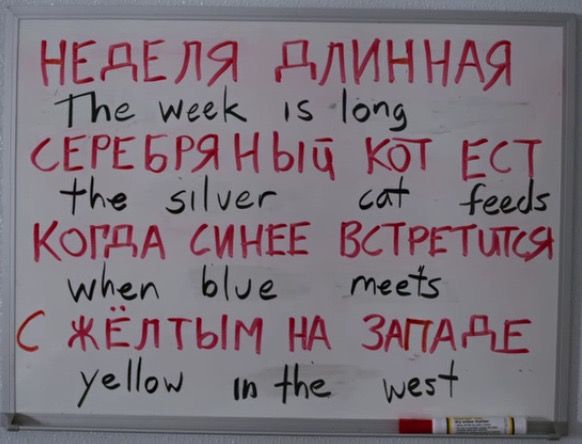 НЕДЕЛЯ ДЛИННАЯ
The week is long
СЕРЕБРЯНЫЙ КОТ ЕСТ
the silver cat feeds
КОГДА СИНЕЕ ВСТРЕТИТСЯ
when blue meets
С ЖЁЛТЫМ НА ЗАПАДЕ
yellow in the west